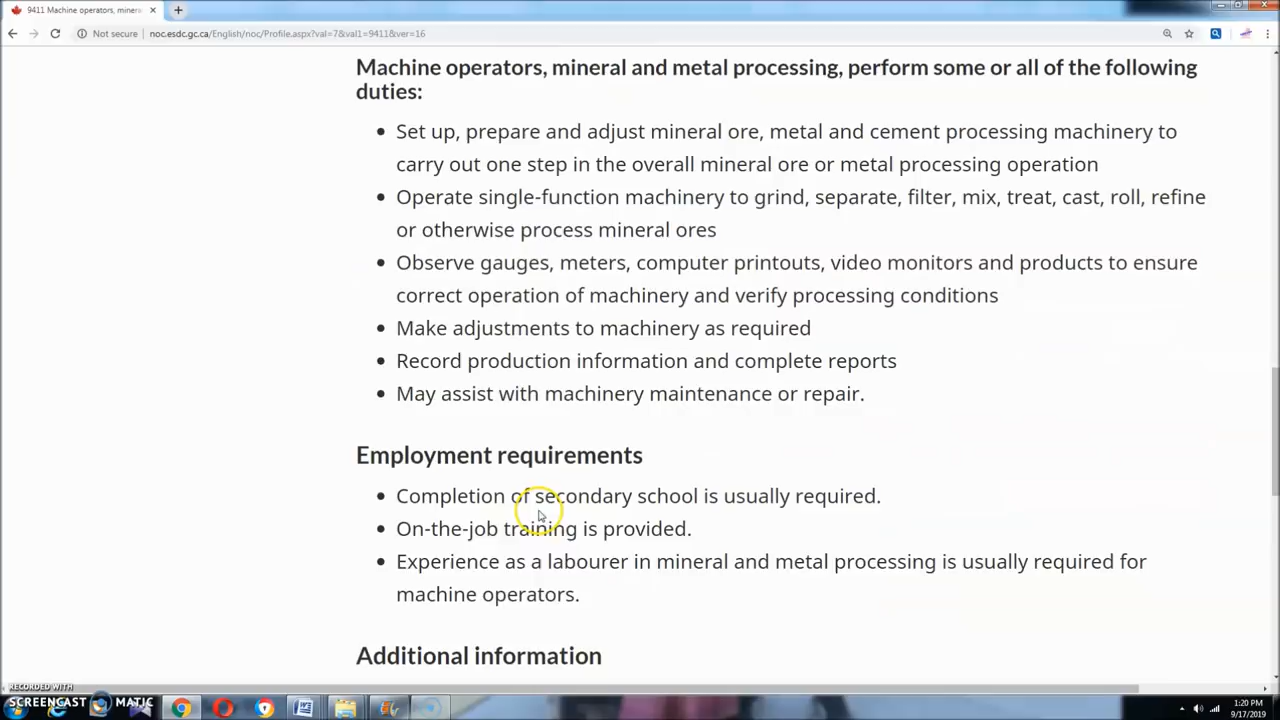 9411 Machine operators, minera
Not secure
noc.esdc.gc.ca/English/noc/Profile.aspx?val=7&val1=9411&ver=16
Machine operators, mineral and metal processing, perform some or all of the following
duties:
• Set up, prepare and adjust mineral ore, metal and cement processing machinery to
carry out one step in the overall mineral ore or metal processing operation
• Operate single-function machinery to grind, separate, filter, mix, treat, cast, roll, refine
or otherwise process mineral ores
• Observe gauges, meters, computer printouts, video monitors and products to ensure
correct operation of machinery and verify processing conditions
• Make adjustments to machinery as required
• Record production information and complete reports
• May assist with machinery maintenance or repair.
Employment requirements
• Completion of secondary school is usually required.
• On-the-job training is provided.
• Experience as a labourer in mineral and metal processing is usually required for
machine operators.
Additional information
RECORDED WITH
SCREENCAST MATIC
1:20 PM
9/17/2019